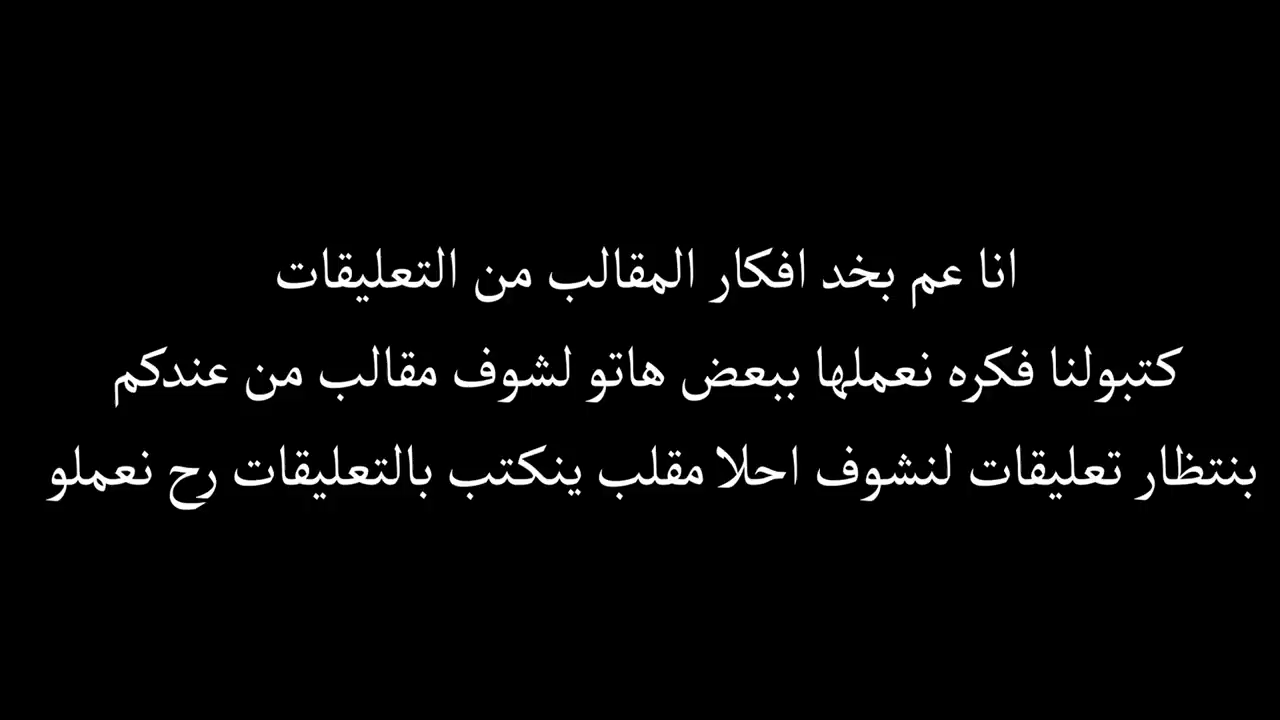 انا عم بخد افكار المقالب من التعليقات
كتبولنا فكره نعملها ببعض هاتو لشوف مقالب من عندكم
بنتظار تعليقات لنشوف احلا مقلب ينكتب بالتعليقات رح نعملو